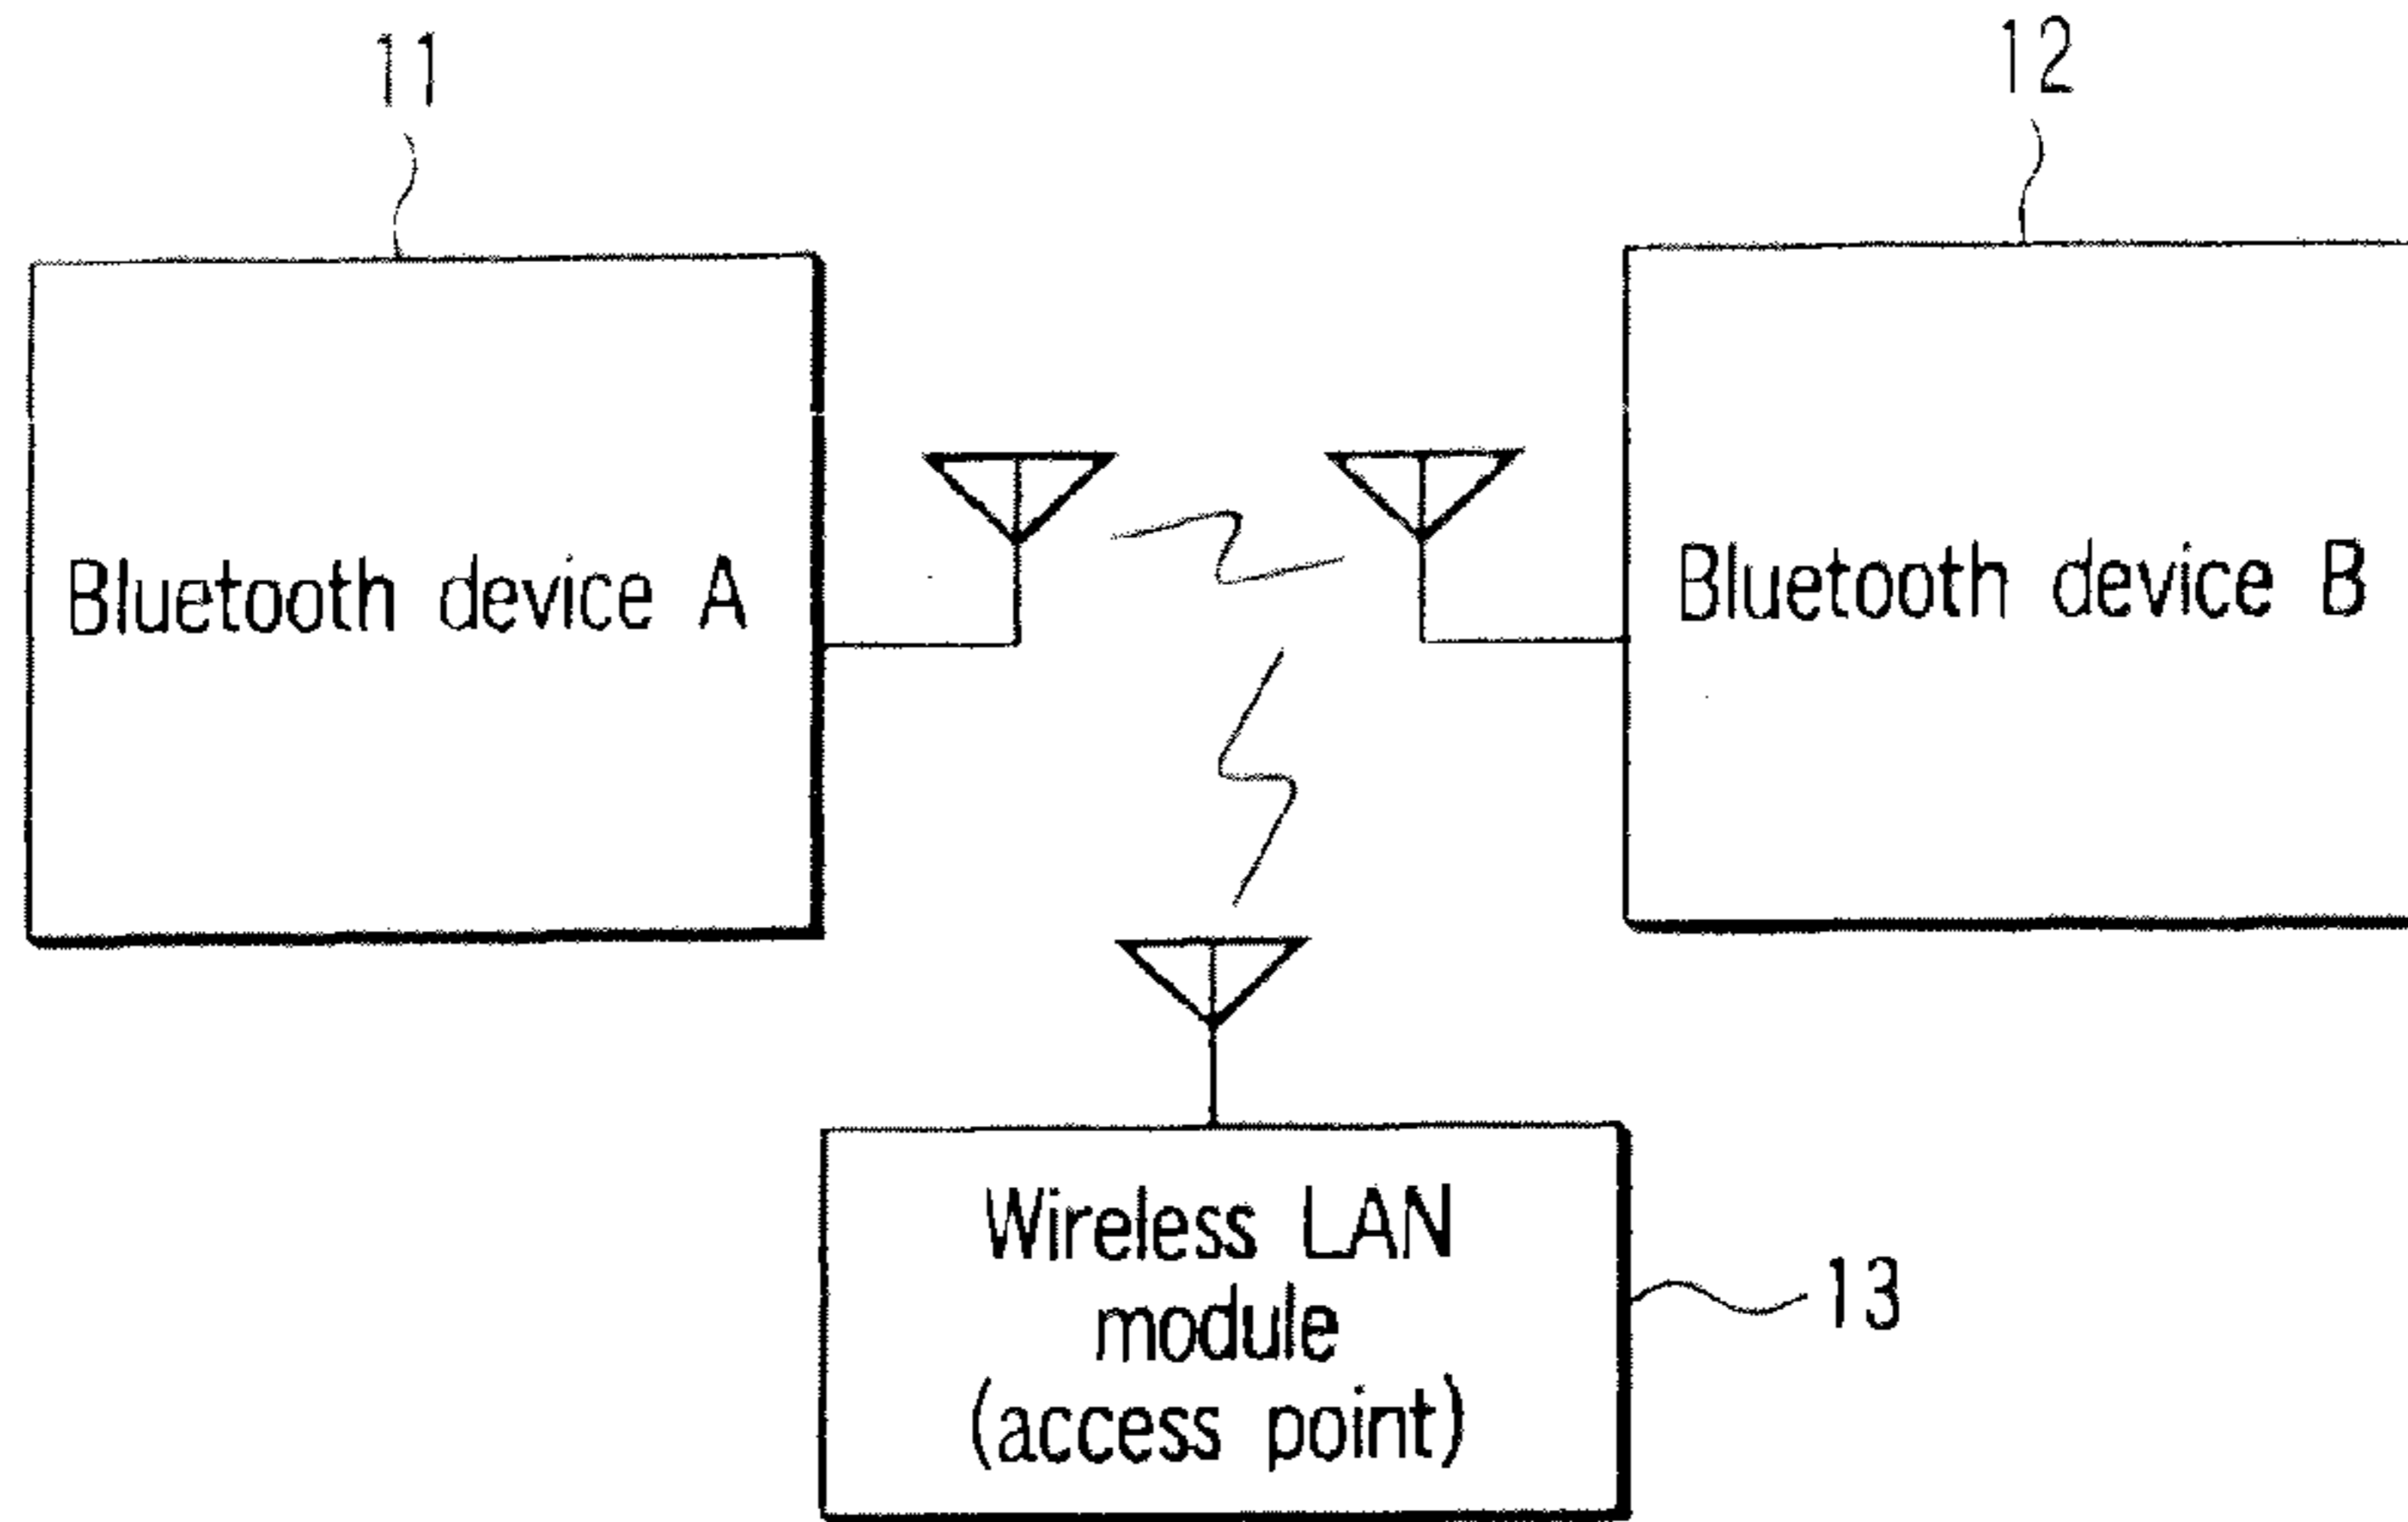 11
12
Bluetooth device A
Bluetooth device B
Wireless LAN
module
(access point)
13